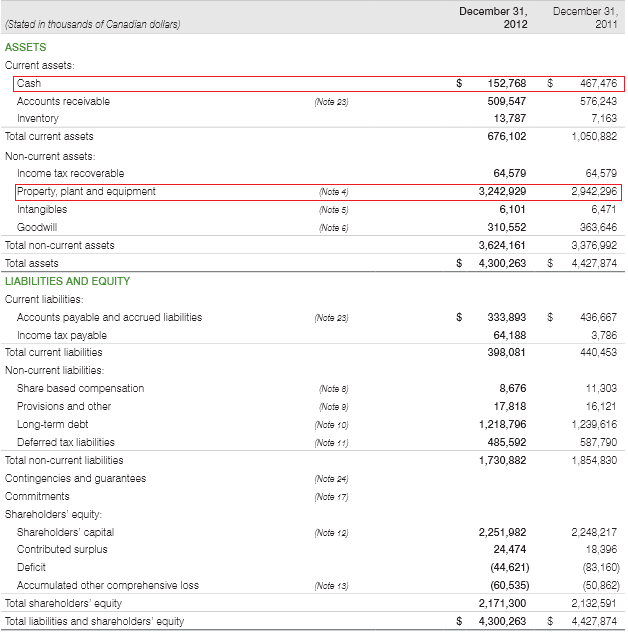 December 31, December 31,
(Stated in thousands of Canadian dollars) 2012 2011
ASSETS
Current assets:
Cash $ 152,768 $ 467,476
Accounts receivable (Note 23) 509,547 576,243
Inventory 13,787 7,163
Total current assets 676,102 1,050,882
Non-current assets:
Income tax recoverable 64,579 64,579
Property, plant and equipment (Note 4) 3,242,929 2,942,296
Intangibles (Note 5) 6,101 6,471
Goodwill (Note 6) 310,552 363,646
Total non-current assets 3,624,161 3,376,992
Total assets $ 4,300,263 $ 4,427,874
LIABILITIES AND EQUITY
Current liabilities:
Accounts payable and accrued liabilities (Note 23) $ 333,893 $ 436,667
Income tax payable 64,188 3,786
Total current liabilities 398,081 440,453
Non-current liabilities:
Share based compensation (Note 8) 8,676 11,303
Provisions and other (Note 9) 17,818 16,121
Long-term debt (Note 10) 1,218,796 1,239,616
Deferred tax liabilities (Note 11) 485,592 587,790
Total non-current liabilities 1,730,882 1,854,830
Contingencies and guarantees (Note 24)
Commitments (Note 17)
Shareholders' equity:
Shareholders' capital (Note 12) 2,251,982 2,248,217
Contributed surplus 24,474 18,396
Deficit (44,621) (83,160)
Accumulated other comprehensive loss (Note 13) (60,535) (50,862)
Total shareholders' equity 2,171,300 2,132,591
Total liabilities and shareholders' equity $ 4,300,263 $ 4,427,874